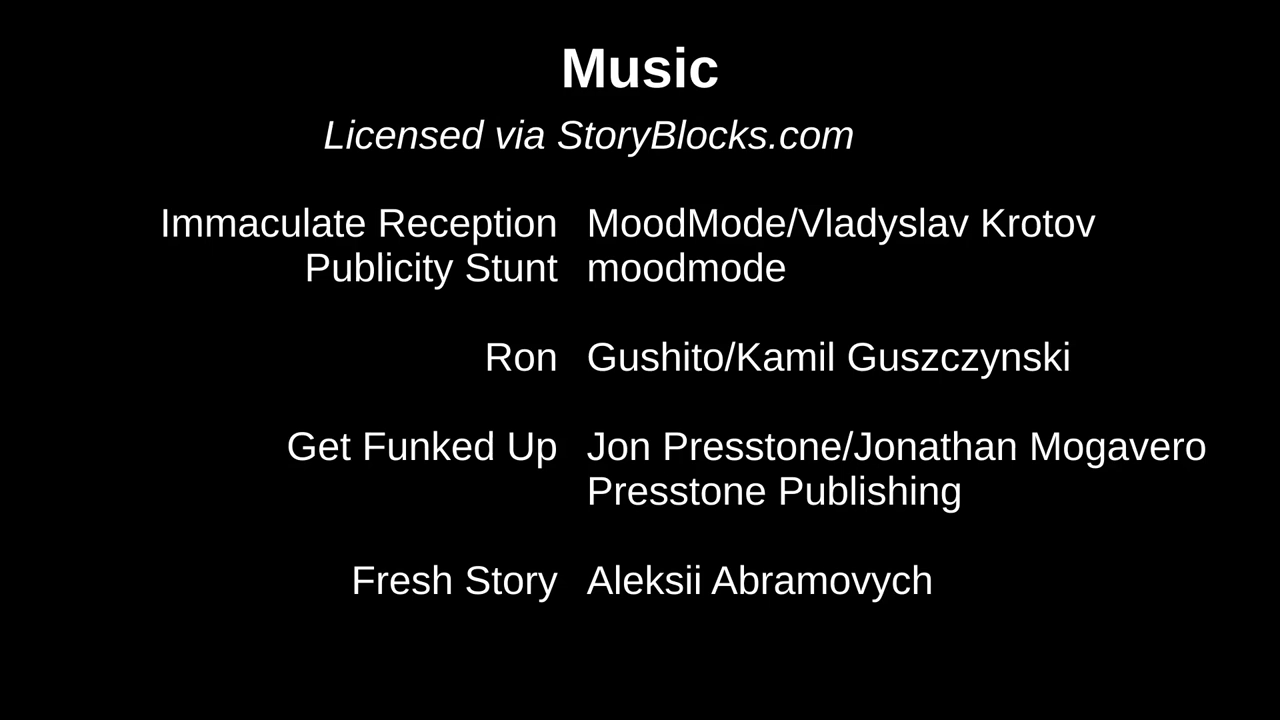 Music
Licensed via StoryBlocks.com
Immaculate Reception MoodMode/Vladyslav Krotov
Publicity Stunt moodmode
Ron Gushito/Kamil Guszczynski
Get Funked Up Jon Presstone/Jonathan Mogavero
Presstone Publishing
Fresh Story Aleksii Abramovych